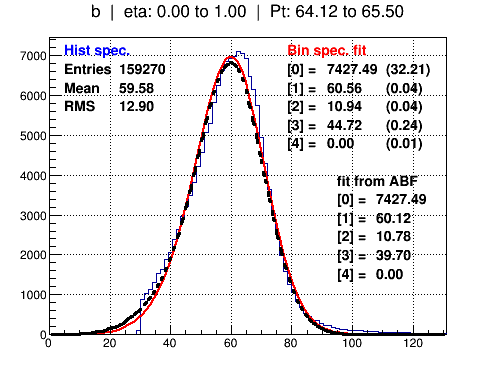 b | eta: 0.00 to 1.00 | Pt: 64.12 to 65.50
Hist spec.
Entries 159270
Mean 59.58
RMS 12.90
Bin spec. fit
[0] = 7427.49 (32.21)
[1] = 60.56 (0.04)
[2] = 10.94 (0.04)
[3] = 44.72 (0.24)
[4] = 0.00 (0.01)
fit from ABF
[0] = 7427.49
[1] = 60.12
[2] = 10.78
[3] = 39.70
[4] = 0.00
7000
6000
5000
4000
3000
2000
1000
0
0 20 40 60 80 100 120